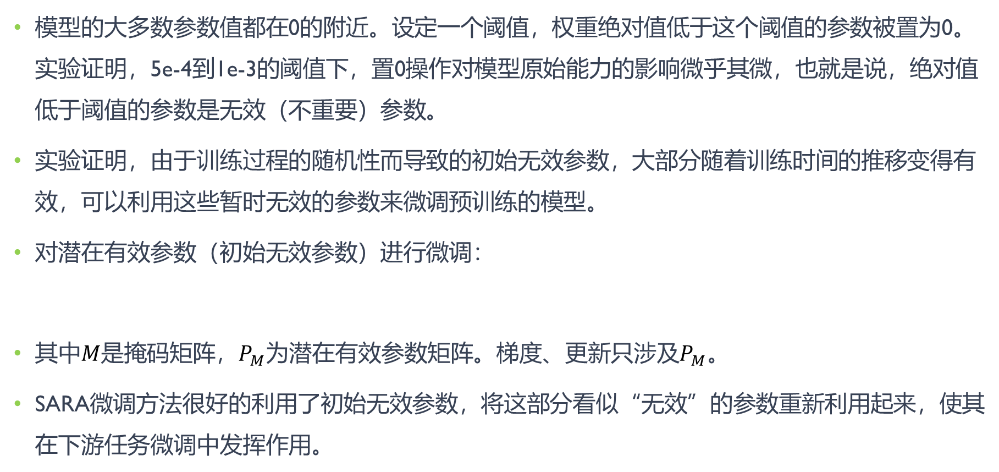 • 模型的大多数参数值都在0的附近。设定一个阈值，权重绝对值低于这个阈值的参数被置为0。
实验证明，5e-4到1e-3的阈值下，置0操作对模型原始能力的影响微乎其微，也就是说，绝对值
低于阈值的参数是无效（不重要）参数。
• 实验证明，由于训练过程的随机性而导致的初始无效参数，大部分随着训练时间的推移变得有
效，可以利用这些暂时无效的参数来微调预训练的模型。
• 对潜在有效参数（初始无效参数）进行微调：
• 其中M是掩码矩阵，P_M为潜在有效参数矩阵。梯度、更新只涉及P_M。
• SARA微调方法很好的利用了初始无效参数，将这部分看似“无效”的参数重新利用起来，使其
在下游任务微调中发挥作用。